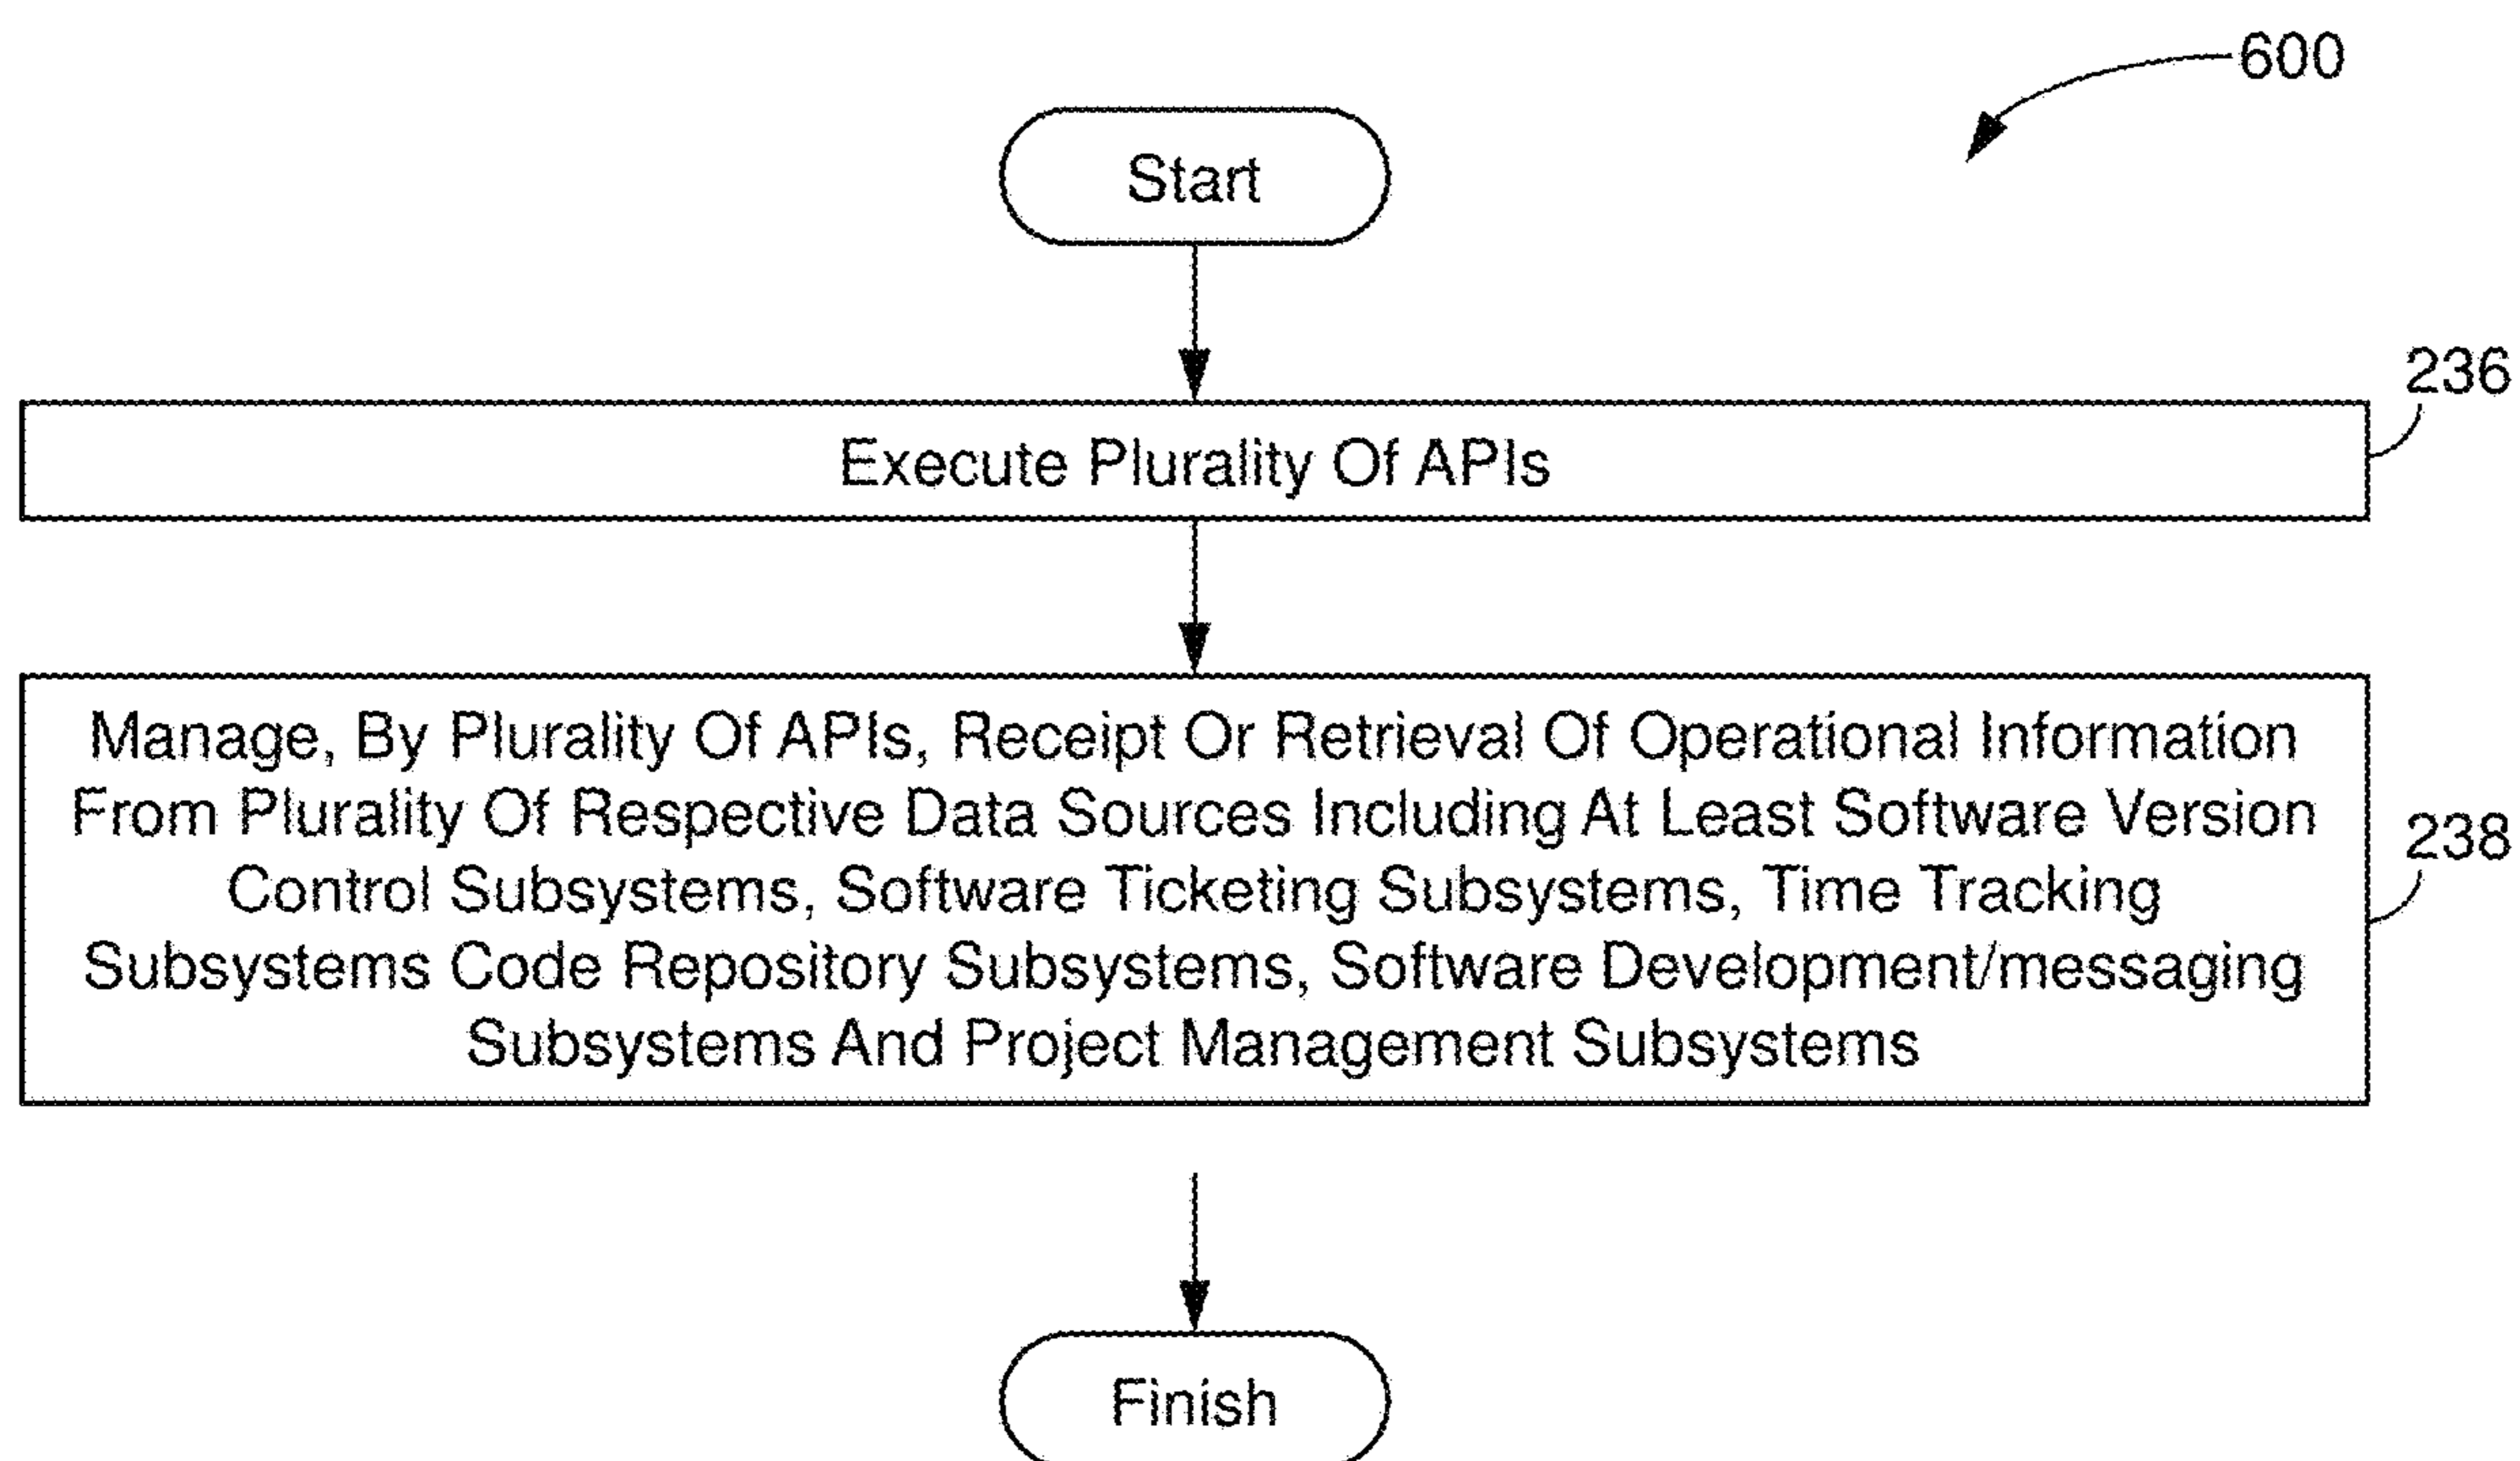 600
Start
236
Execute Plurality Of APIs
Manage, By Plurality Of APIs, Receipt Or Retrieval Of Operational Information
From Plurality Of Respective Data Sources Including At Least Software Version
Control Subsystems, Software Ticketing Subsystems, Time Tracking
Subsystems Code Repository Subsystems, Software Development/messaging
Subsystems And Project Management Subsystems
238
Finish